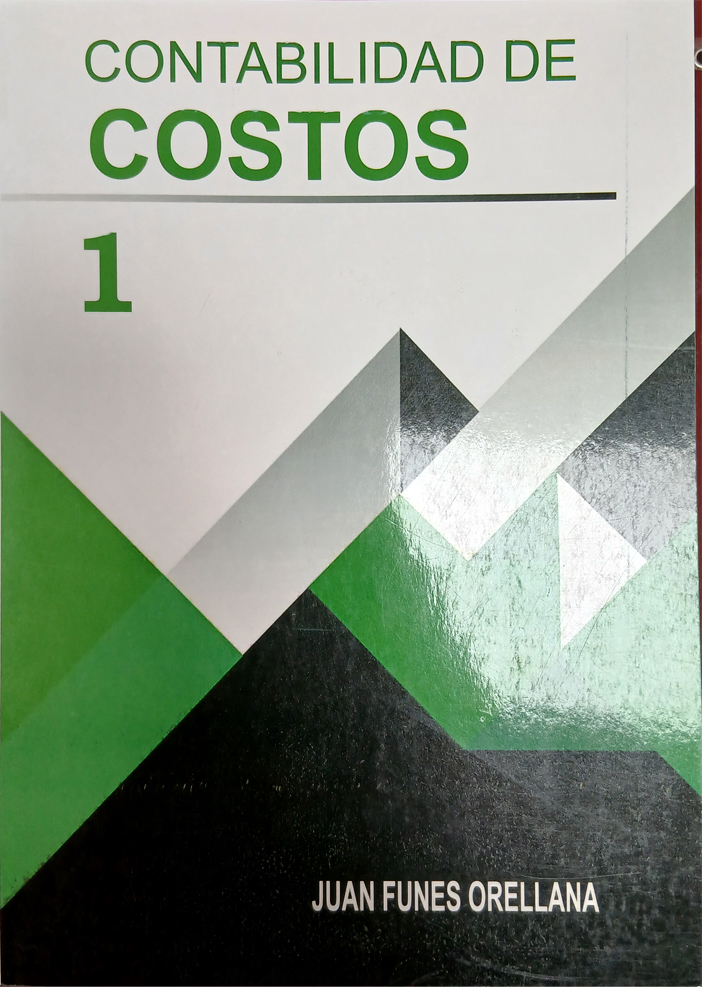 CONTABILIDAD DE
COSTOS
1
JUAN FUNES ORELLANA